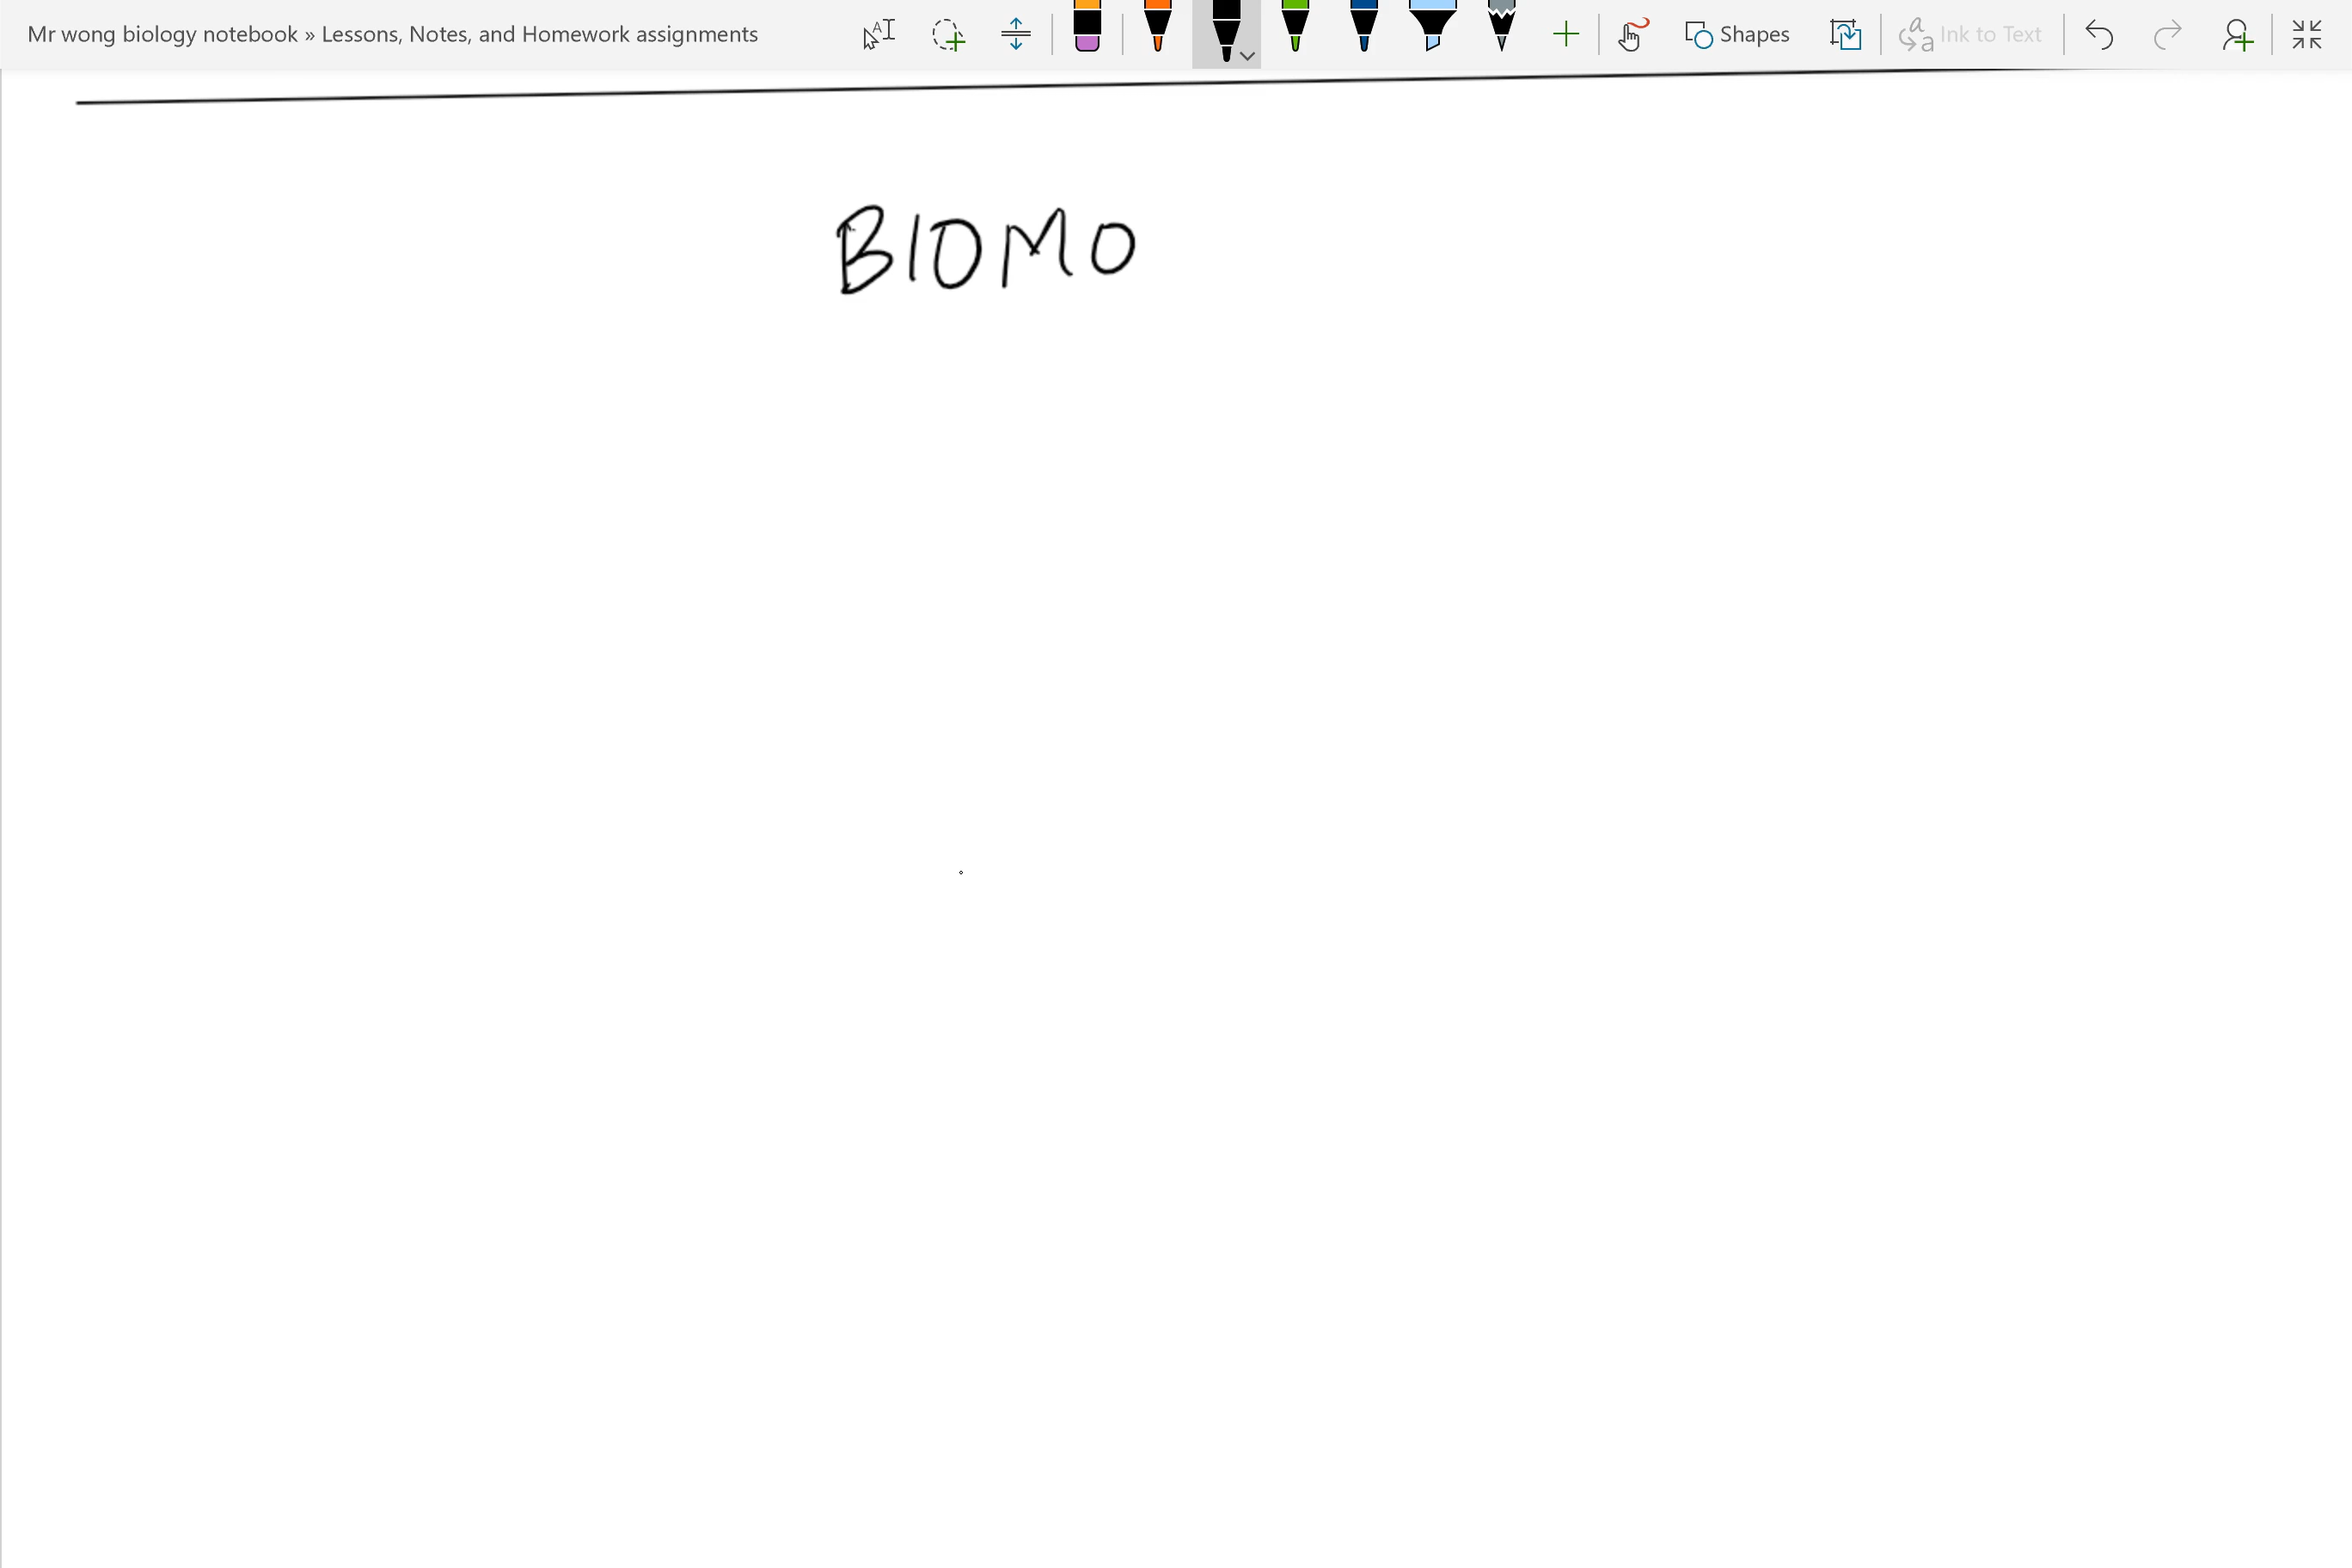 Mr wong biology notebook » Lessons, Notes, and Homework assignments
Shapes
Ink to Text
BIOMO